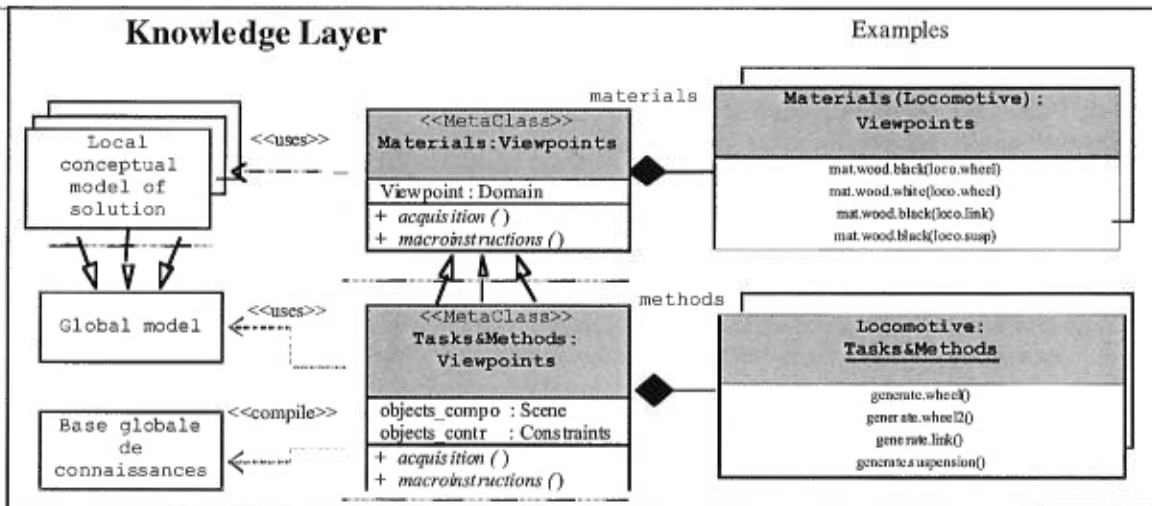 Knowledge Layer
Examples
Local
conceptual
model of
solution
<<uses>>
Global model
<<uses>>
Base globale
de
connaissances
<<compile>>
materials
<<MetaClass>>
Materials:Viewpoints
Viewpoint : Domain
+ acquisition ()
+ macroinstructions ()
methods
<<MetaClass>>
Tasks&Methods:
Viewpoints
objects_compo : Scene
objects_contr : Constraints
+ acquisition ()
+ macroinstructions ()
Materials(Locomotive):
Viewpoints
mat.wood.black(loco.wheel)
mat.wood.white(loco.wheel)
mat.wood.black(loco.link)
mat.wood.black(loco.susp)
Locomotive:
Tasks&Methods
generate.wheel()
generate.wheel2()
generate.link()
generate.suspension()